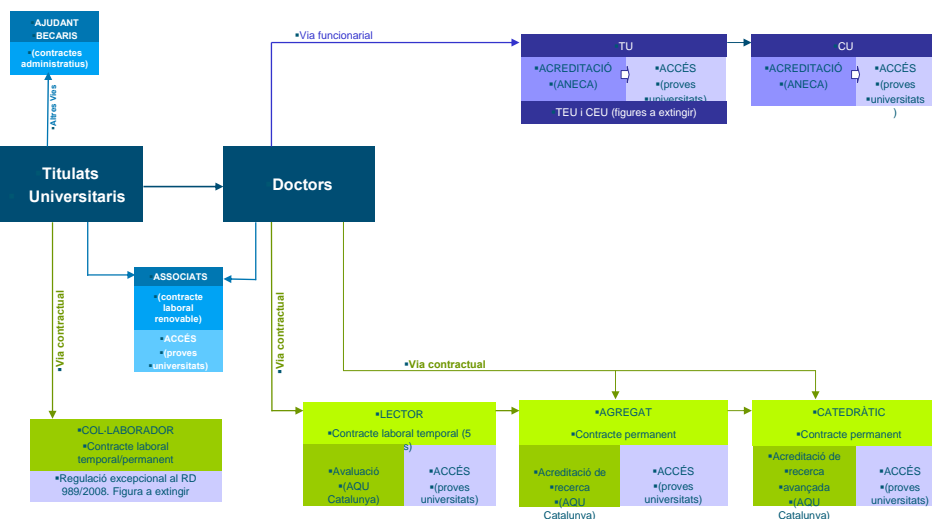 ▪AJUDANT
▪BECARIS
▪(contractes
administratius)
▪Altres Vies
▪Via funcionarial
TU
▪ACREDITACIÓ
▪(ANECA)
▪ACCÉS
▪(proves
▪universitats)
TEU i CEU (figures a extingir)
CU
▪ACREDITACIÓ
▪(ANECA)
▪ACCÉS
▪(proves
▪universitats
)
Titulats
▪ Universitaris
Doctors
▪ASSOCIATS
▪(contracte
laboral
renovable)
▪ACCÉS
▪(proves
▪universitats)
▪Via contractual
▪Via contractual
▪Via contractual
▪COL·LABORADOR
▪Contracte laboral
temporal/permanent
▪Regulació excepcional al RD
989/2008. Figura a extingir
▪LECTOR
▪Contracte laboral temporal (5
s)
▪Avaluació
▪(AQU
Catalunya)
▪ACCÉS
▪(proves
universitats)
▪AGREGAT
▪Contracte permanent
▪Acreditació de
▪recerca
▪(AQU
Catalunya)
▪ACCÉS
▪(proves
universitats)
▪CATEDRÀTIC
▪Contracte permanent
▪Acreditació de
▪recerca
▪avançada
▪(AQU
Catalunya)
▪ACCÉS
▪(proves
universitats)